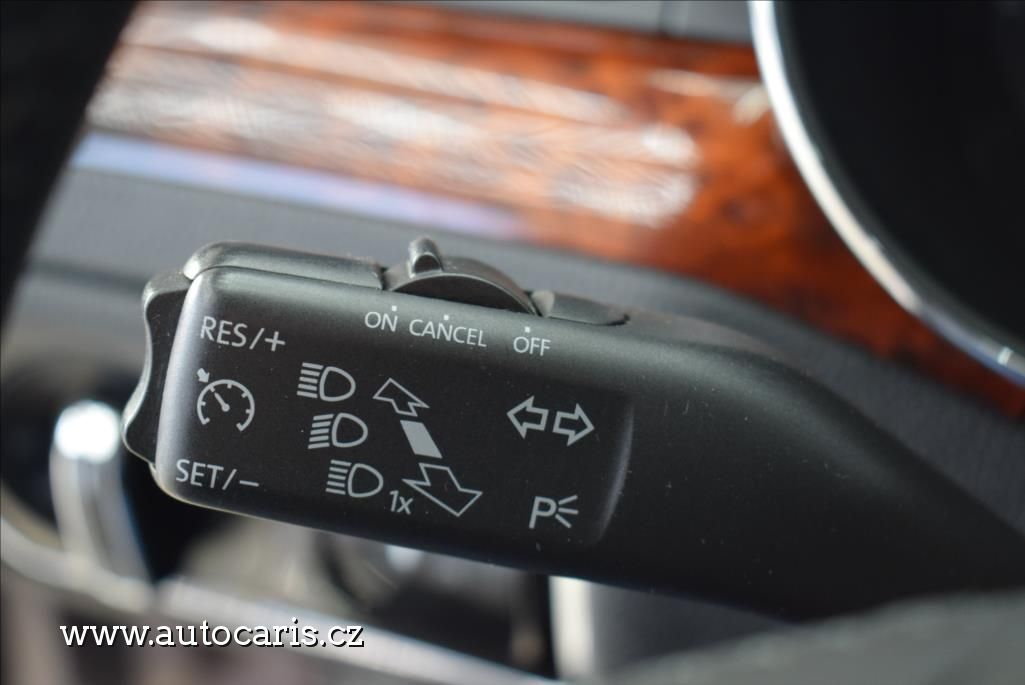 ON CANCEL OFF
RES/+
SET/-
1x
P
www.autocaris.cz